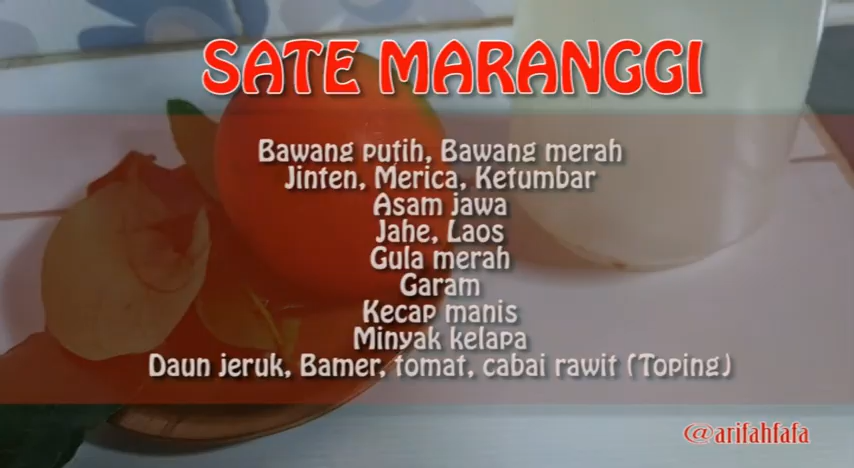 SATE MARANGGI
Bawang putih, Bawang merah
Jinten, Merica, Ketumbar
Asam jawa
Jahe, Laos
Gula merah
Garam
Kecap manis
Minyak kelapa
Daun jeruk, Bamer, tomat, cabai rawit (Toping)
@arifahfafa